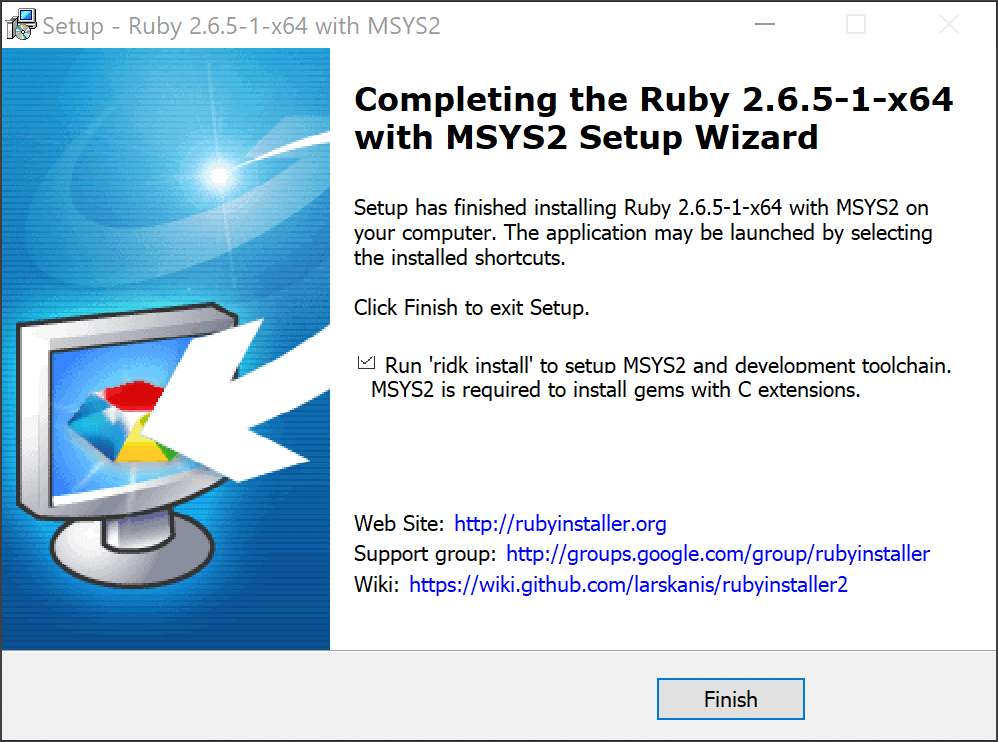 Setup - Ruby 2.6.5-1-x64 with MSYS2
Completing the Ruby 2.6.5-1-x64
with MSYS2 Setup Wizard
Setup has finished installing Ruby 2.6.5-1-x64 with MSYS2 on
your computer. The application may be launched by selecting
the installed shortcuts.
Click Finish to exit Setup.
Run 'ridk install' to setup MSYS2 and development toolchain.
MSYS2 is required to install gems with C extensions.
Web Site: http://rubyinstaller.org
Support group: http://groups.google.com/group/rubyinstaller
Wiki: https://wiki.github.com/larskanis/rubyinstaller2
Finish